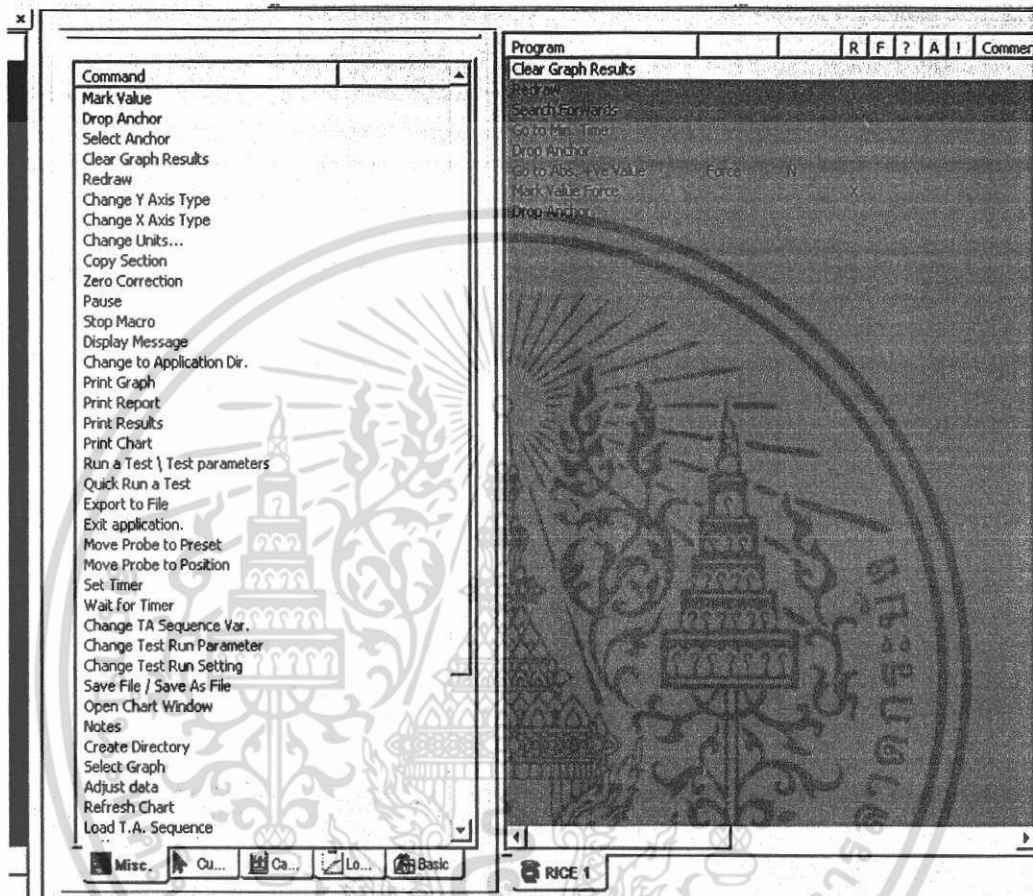 Command
Mark Value
Drop Anchor
Select Anchor
Clear Graph Results
Redraw
Change Y Axis Type
Change X Axis Type
Change Units...
Copy Section
Zero Correction
Pause
Stop Macro
Display Message
Change to Application Dir.
Print Graph
Print Report
Print Results
Print Chart
Run a Test \ Test parameters
Quick Run a Test
Export to File
Exit application.
Move Probe to Preset
Move Probe to Position
Set Timer
Wait for Timer
Change TA Sequence Var.
Change Test Run Parameter
Change Test Run Setting
Save File / Save As File
Open Chart Window
Notes
Create Directory
Select Graph
Adjust data
Refresh Chart
Load T.A. Sequence
Misc. Cu... Ca... Lo... Basic
Program R F ? A ! Commen
Clear Graph Results
Redraw
Search Forwards
Go to Min. Time
Drop Anchor
Go to Abs. +ve Value Force N
Mark Value Force X
Drop Anchor
RICE 1